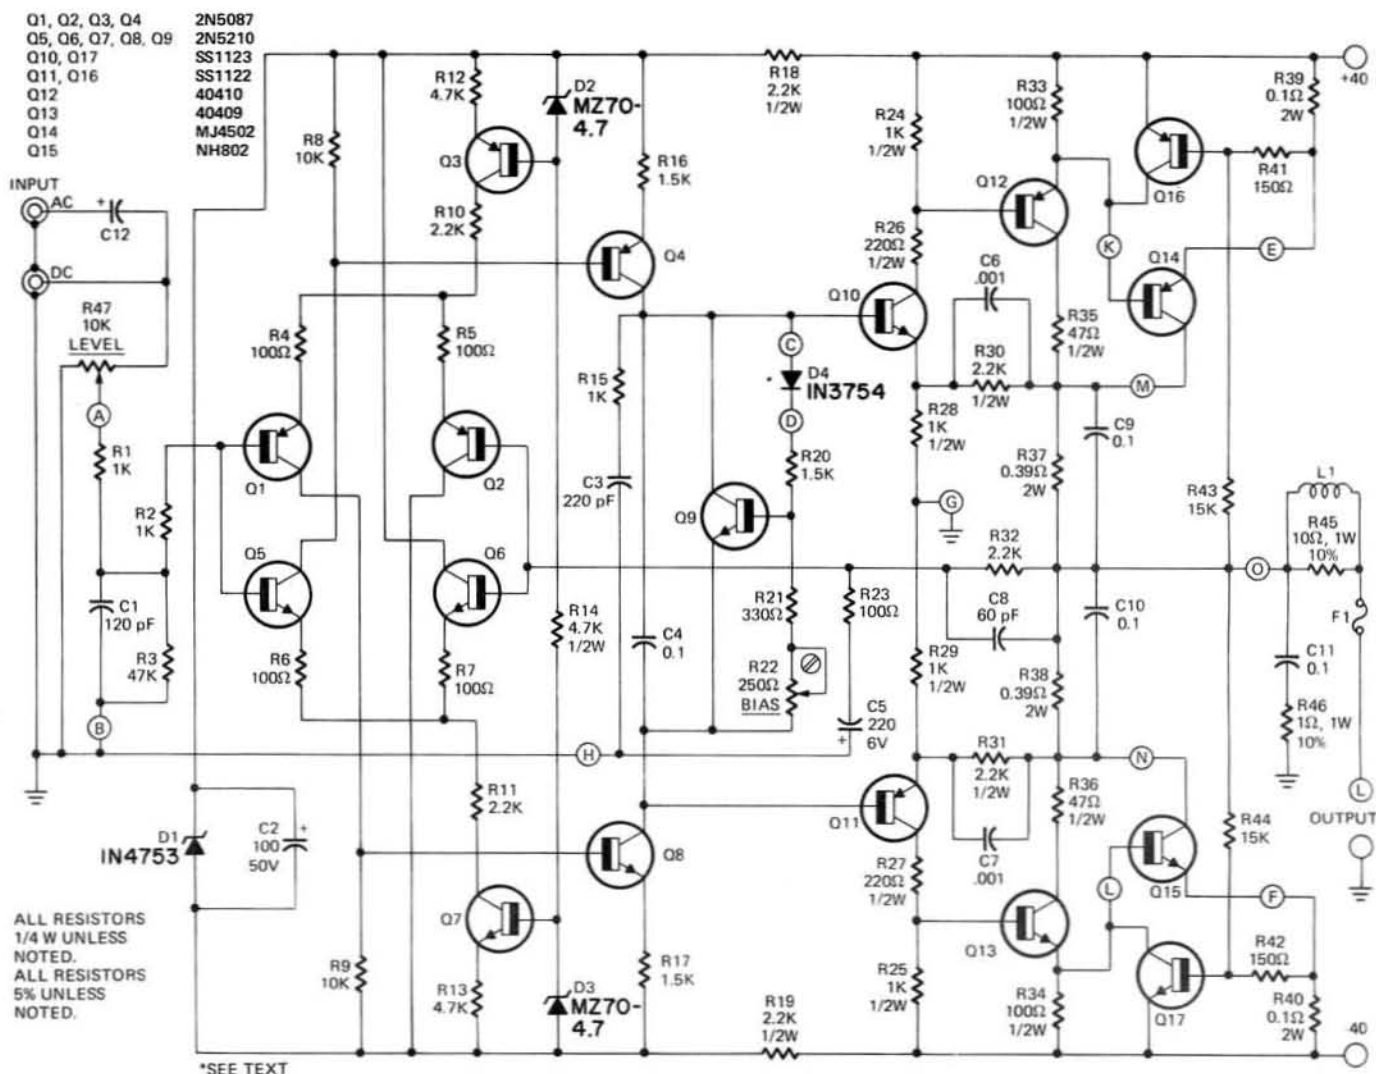 Q1, Q2, Q3, Q4 2N5087
Q5, Q6, Q7, Q8, Q9 2N5210
Q10, Q17 SS1123
Q11, Q16 SS1122
Q12 40410
Q13 40409
Q14 MJ4502
Q15 NH802
INPUT
AC
+
C12
DC
R47
10K
LEVEL
A
R1
1K
R2
1K
C1
120 pF
R3
47K
B
R8
10K
R12
4.7K
D2
MZ70-
4.7
Q3
R10
2.2K
R4
100Ω
R5
100Ω
Q1
Q2
Q5
Q6
R6
100Ω
R7
100Ω
R14
4.7K
1/2W
H
R11
2.2K
D1
IN4753
C2
100
50V
+
Q7
R9
10K
R13
4.7K
D3
MZ70-
4.7
R16
1.5K
Q4
R15
1K
C3
220 pF
C4
0.1
Q8
R17
1.5K
R18
2.2K
1/2W
C
D4
*
IN3754
D
R20
1.5K
Q9
R21
330Ω
R22
250Ω
BIAS
R23
100Ω
C5
220
6V
+
R19
2.2K
1/2W
R24
1K
1/2W
R26
220Ω
1/2W
Q10
C6
.001
R30
2.2K
1/2W
R28
1K
1/2W
G
R32
2.2K
C8
60 pF
R29
1K
1/2W
R31
2.2K
1/2W
C7
.001
Q11
R27
220Ω
1/2W
R25
1K
1/2W
R33
100Ω
1/2W
Q12
R35
47Ω
1/2W
R37
0.39Ω
2W
R38
0.39Ω
2W
R36
47Ω
1/2W
Q13
R34
100Ω
1/2W
K
Q16
Q14
M
C9
0.1
C10
0.1
N
L
Q15
Q17
R39
0.1Ω
2W
+40
R41
150Ω
E
R43
15K
L1
R45
10Ω, 1W
10%
O
F1
C11
0.1
R46
1Ω, 1W
10%
L
OUTPUT
R44
15K
F
R42
150Ω
R40
0.1Ω
2W
40
ALL RESISTORS
1/4 W UNLESS
NOTED.
ALL RESISTORS
5% UNLESS
NOTED.
*SEE TEXT